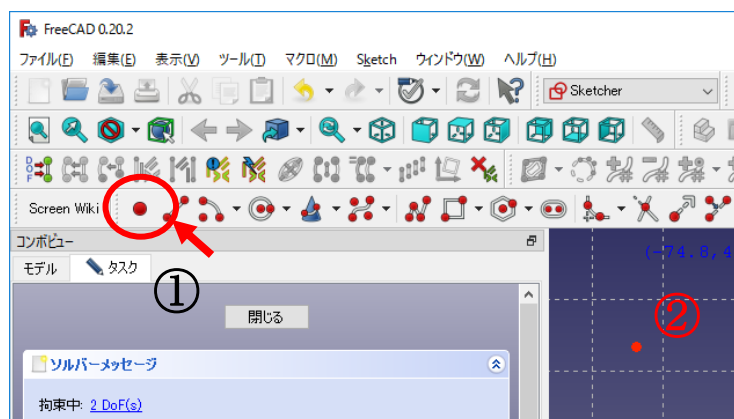 FreeCAD 0.20.2
ファイル(F) 編集(E) 表示(V) ツール(T) マクロ(M) Sketch ウインドウ(W) ヘルプ(H)
Sketcher
Screen Wiki
コンボビュー
(-74.8, 4
モデル タスク
①
②
閉じる
ソルバーメッセージ
拘束中: 2 DoF(s)